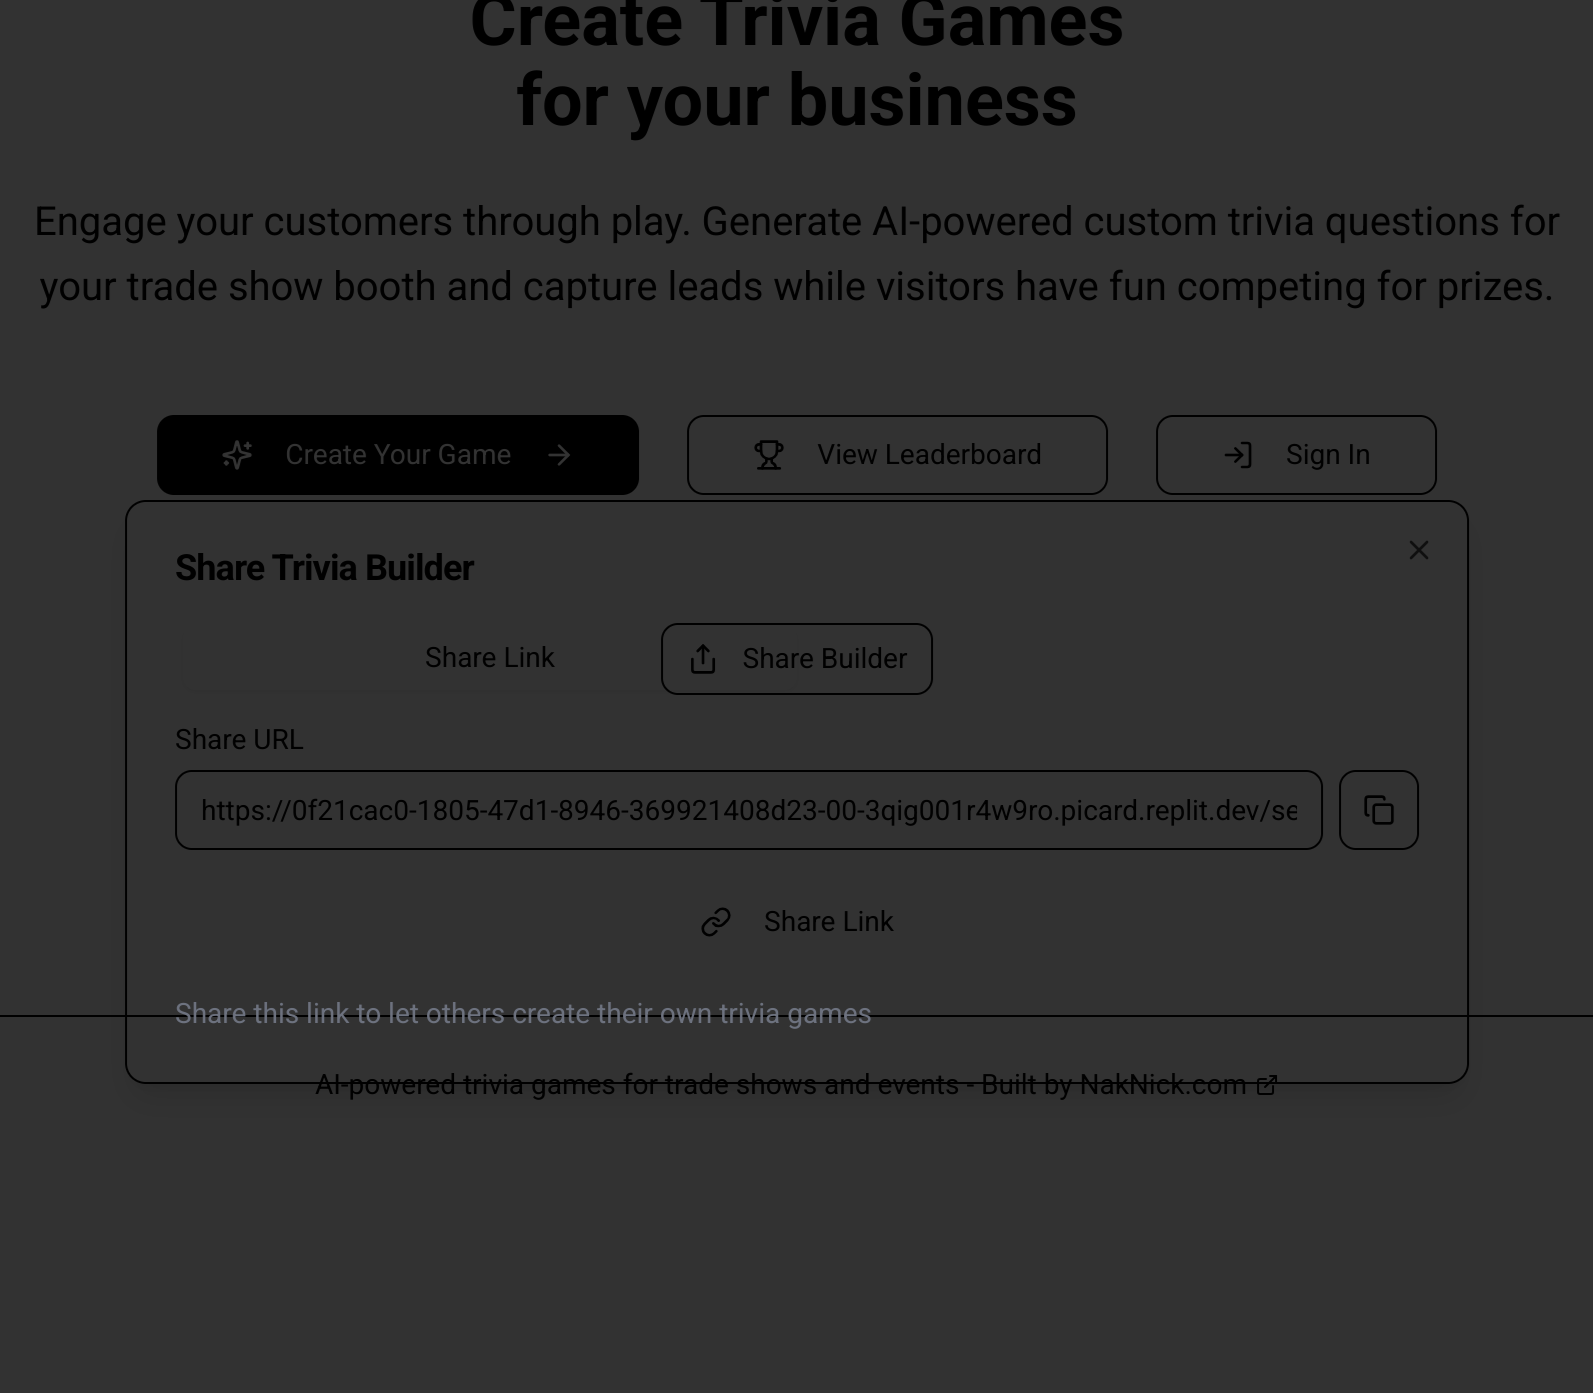 Create Trivia Games
for your business
Engage your customers through play. Generate AI-powered custom trivia questions for
your trade show booth and capture leads while visitors have fun competing for prizes.
Create Your Game
View Leaderboard
Sign In
Share Trivia Builder
Share Link
Share Builder
Share URL
https://0f21cac0-1805-47d1-8946-369921408d23-00-3qig001r4w9ro.picard.replit.dev/se
Share Link
Share this link to let others create their own trivia games
AI-powered trivia games for trade shows and events - Built by NakNick.com